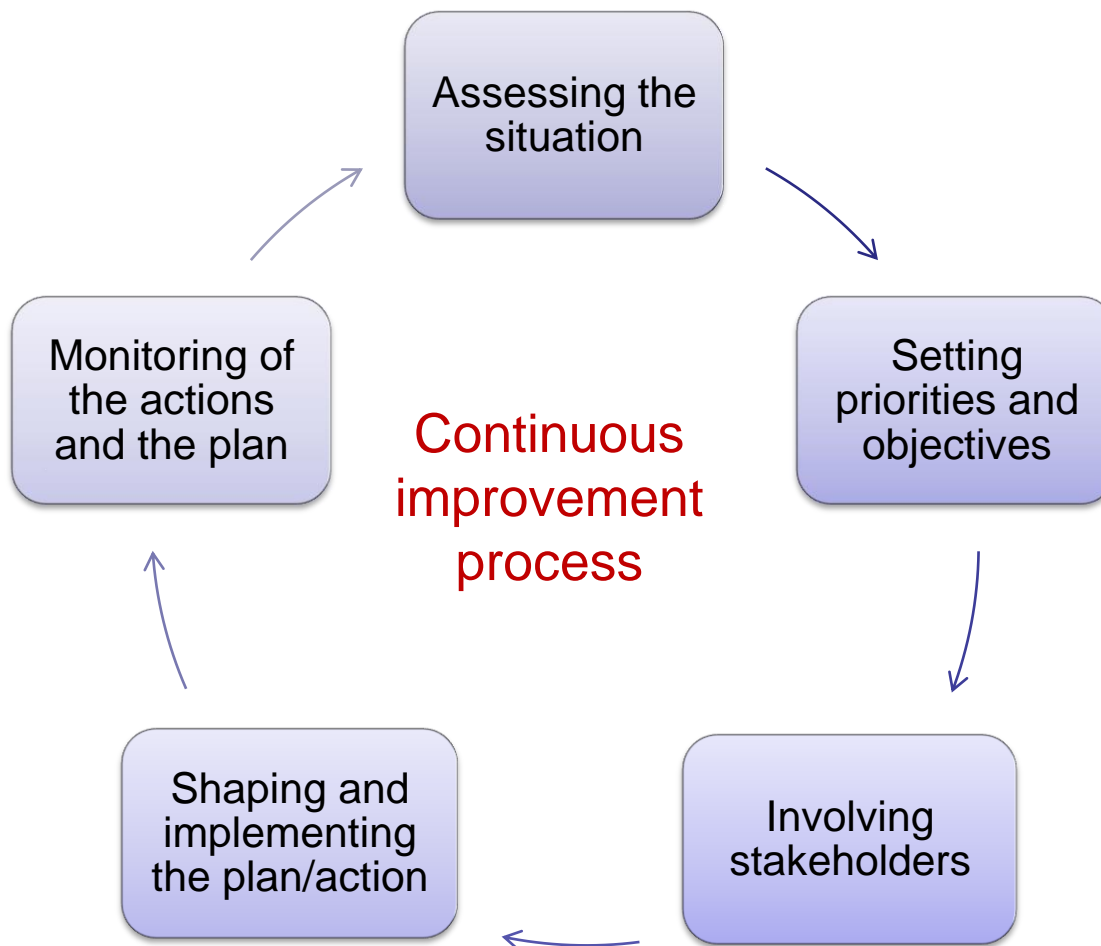 Assessing the
situation
Setting
priorities and
objectives
Involving
stakeholders
Shaping and
implementing
the plan/action
Monitoring of
the actions
and the plan
Continuous
improvement
process